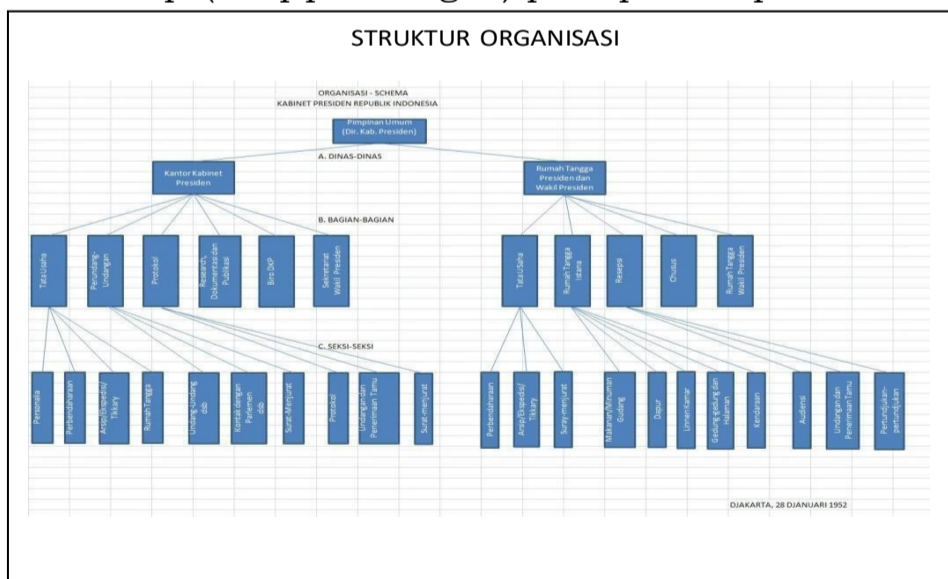 STRUKTUR ORGANISASI
ORGANISASI - SCHEMA
KABINET PRESIDEN REPUBLIK INDONESIA
Pimpinan Umum
(Dir. Kab. Presiden)
A. DINAS-DINAS
Kantor Kabinet
Presiden
Rumah Tangga
Presiden dan
Wakil Presiden
B. BAGIAN-BAGIAN
Tata Usaha
Perundang-
Undangan
Protokol
Research,
Dokumentasi dan
Publikasi
Biro DKP
Sekretariat
Wakil Presiden
Tata USaha
Rumah Tangga
Istana
Resepsi
Chusus
Rumah Tangga
Wakil Presiden
C. SEKSI-SEKSI
Personalia
Perbendaharaan
Arsip/Ekspedisi/
Tikkary
Rumah Tangga
Undang-Undang
dsb
Kontak dengan
Parlemen
dsb
Surat-Menjurat
Protokol
Undangan dan
Penerimaan Tamu
Surat-menjurat
Perbendaharaan
Arsip/Ekspedisi/
Tikkary
Suray-menjurat
Makanan/Minuman
Gudang
Dapur
Linnen Kamar
Gedung-gedung dan
Halaman
Kendaraan
Audiensi
Undangan dan
Penerimaan Tamu
Pertundjukan-
pertundjukan
DJAKARTA, 28 DJANUARI 1952